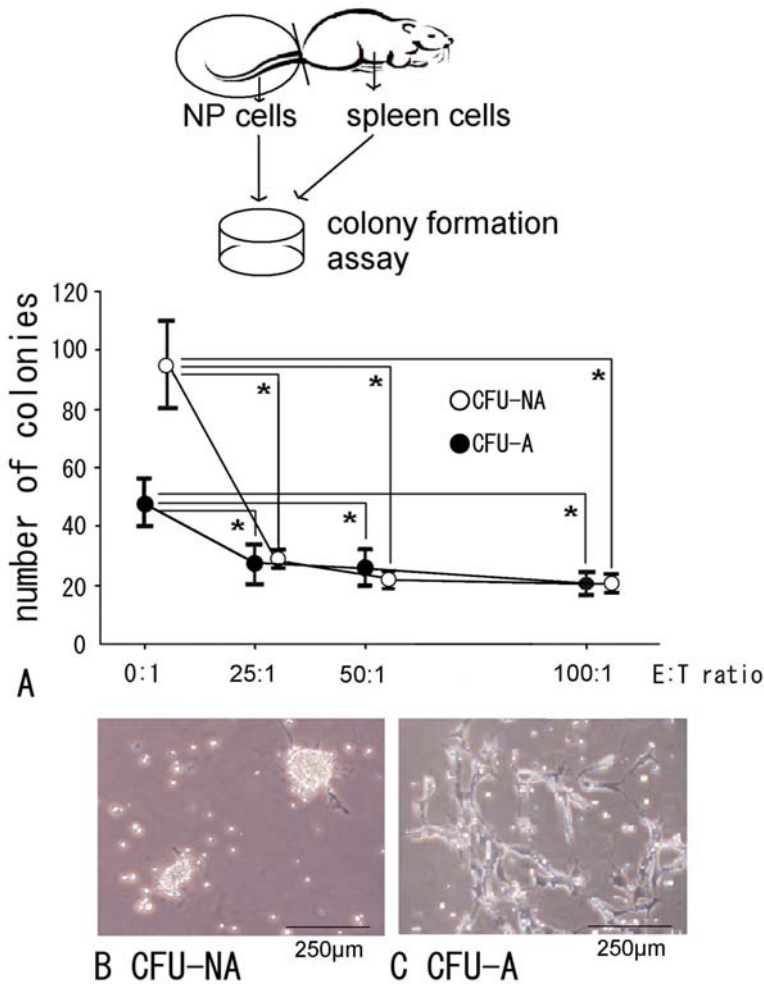 NP cells
spleen cells
colony formation
assay
number of colonies
120
100
80
60
40
20
0
*
*
*
*
*
*
CFU-NA
CFU-A
0:1
25:1
50:1
100:1
E:T ratio
A
250μm
250μm
B CFU-NA
C CFU-A